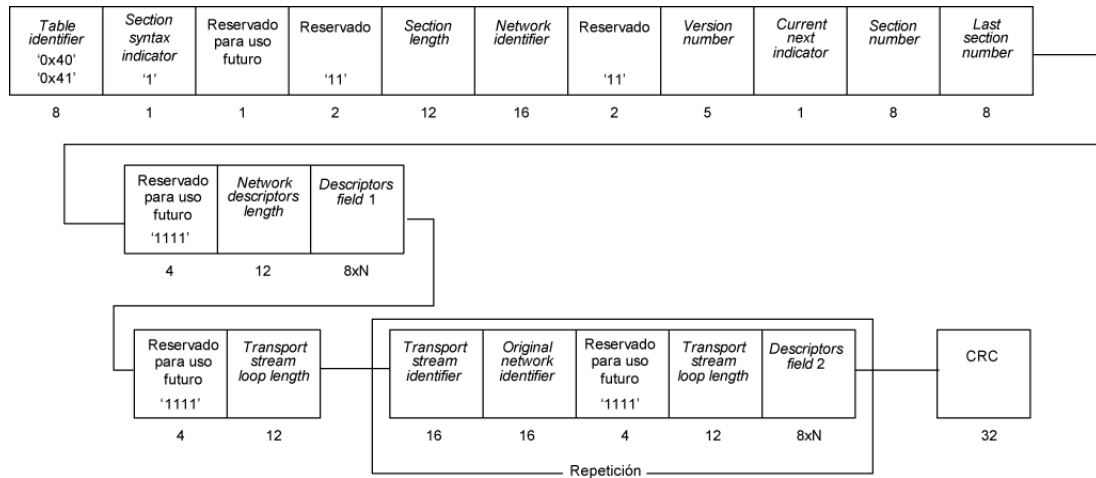 Table identifier '0x40' '0x41'
Section syntax indicator '1'
Reservado para uso futuro
Reservado '11'
Section length
Network identifier
Reservado '11'
Version number
Current next indicator
Section number
Last section number
8 1 1 2 12 16 2 5 1 8 8
Reservado para uso futuro '1111'
Network descriptors length
Descriptors field 1
4 12 8xN
Reservado para uso futuro '1111'
Transport stream loop length
Transport stream identifier
Original network identifier
Reservado para uso futuro '1111'
Transport stream loop length
Descriptors field 2
CRC
4 12 16 16 4 12 8xN 32
Repetición